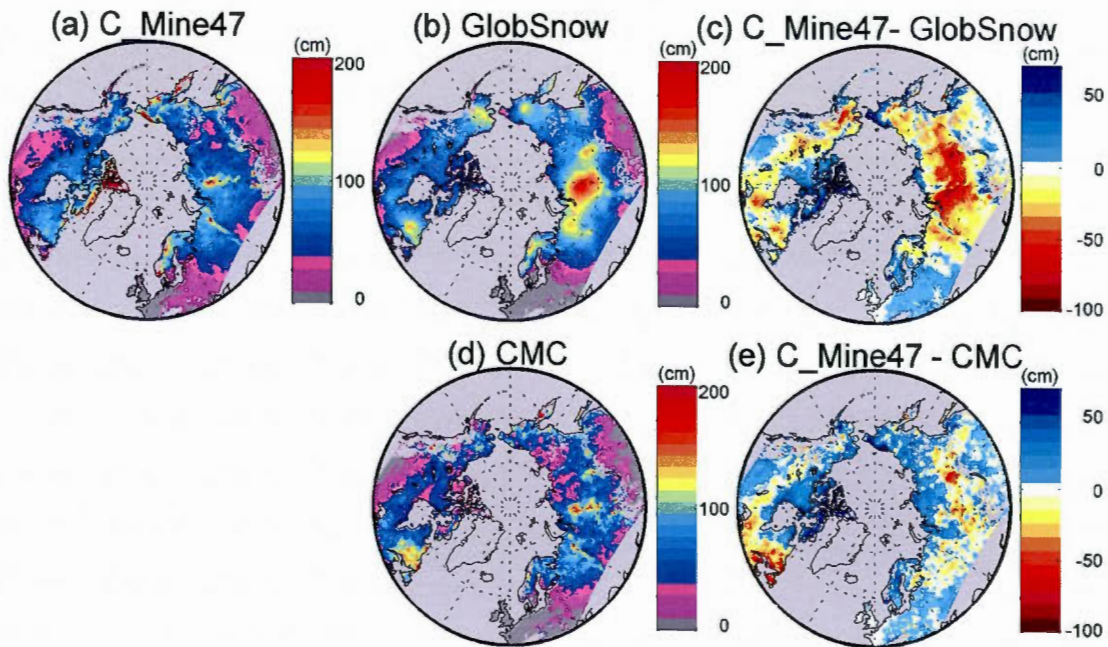 (a) C_Mine47
(cm)
200
100
0
(b) GlobSnow
(cm)
200
100
0
(c) C_Mine47- GlobSnow
(cm)
50
0
-50
-100
(d) CMC
(cm)
200
100
0
(e) C_Mine47 - CMC
(cm)
50
0
-50
-100